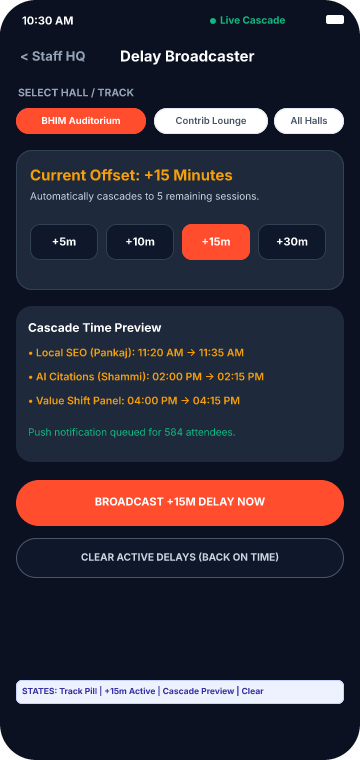 10:30 AM
● Live Cascade
< Staff HQ
Delay Broadcaster
SELECT HALL / TRACK
BHIM Auditorium
Contrib Lounge
All Halls
Current Offset: +15 Minutes
Automatically cascades to 5 remaining sessions.
+5m
+10m
+15m
+30m
Cascade Time Preview
• Local SEO (Pankaj): 11:20 AM → 11:35 AM
• AI Citations (Shammi): 02:00 PM → 02:15 PM
• Value Shift Panel: 04:00 PM → 04:15 PM
Push notification queued for 584 attendees.
BROADCAST +15M DELAY NOW
CLEAR ACTIVE DELAYS (BACK ON TIME)
STATES: Track Pill | +15m Active | Cascade Preview | Clear